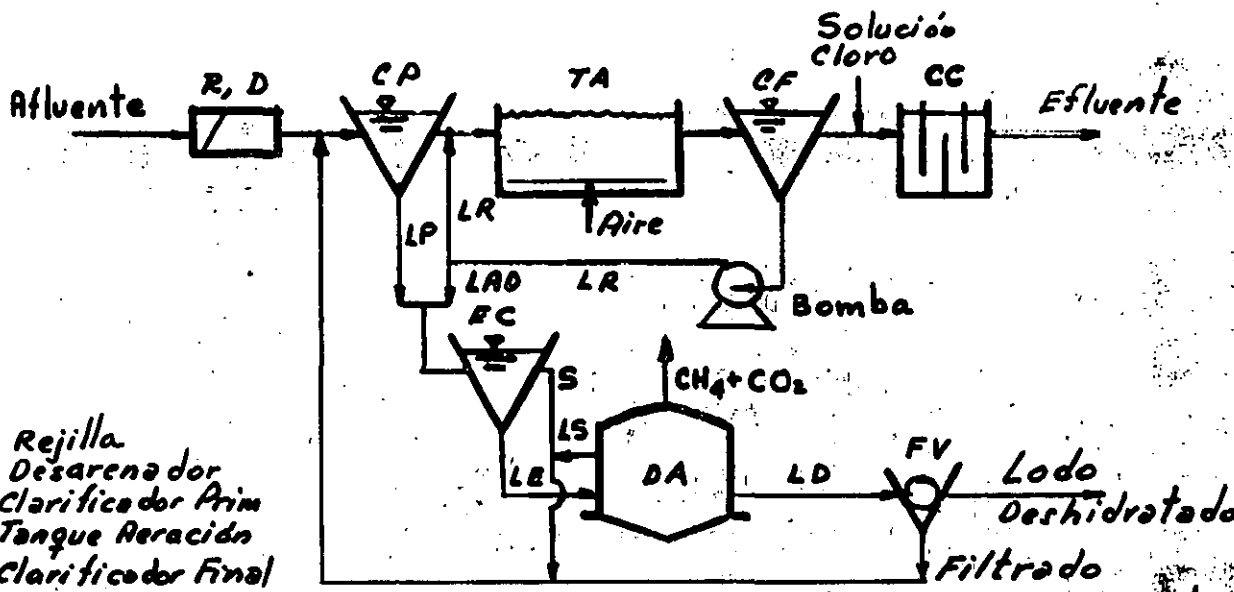 Solución
Cloro
R, D
CP
TA
CF
CC
Afluente
Efluente
LP
LR
Aire
LAD
LR
Bomba
EC
S
CH4+CO2
LS
LE
DA
LD
FV
Lodo
Deshidratado
Filtrado
Rejilla
Desarenador
Clarificador Prim
Tanque Aeración
Clarificador Final